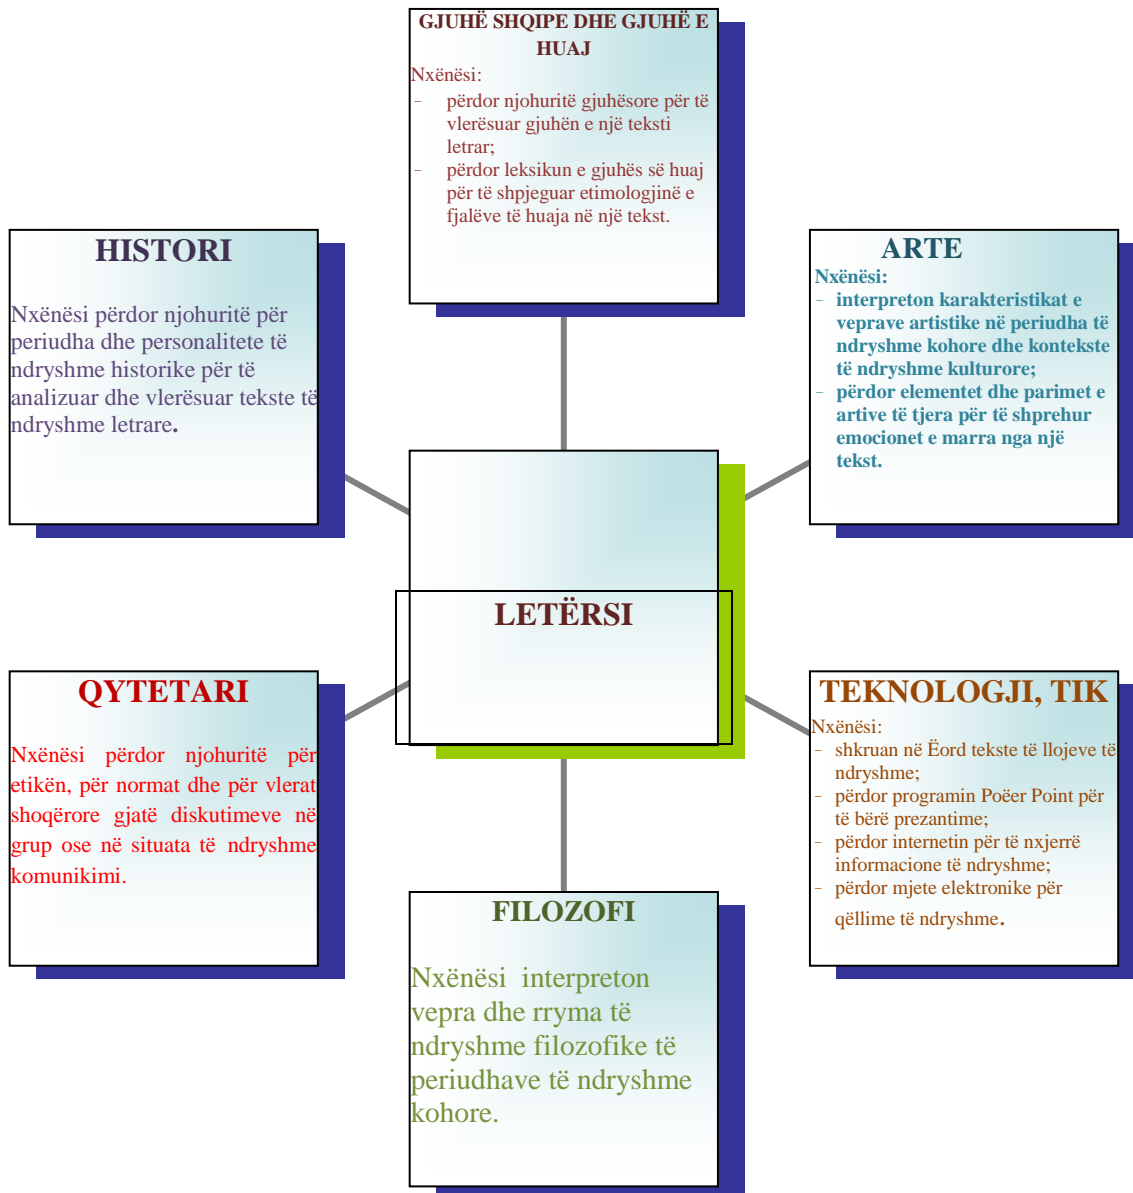 GJUHË SHQIPE DHE GJUHË E
HUAJ
Nxënësi:
- përdor njohuritë gjuhësore për të
vlerësuar gjuhën e një teksti
letrar;
- përdor leksikun e gjuhës së huaj
për të shpjeguar etimologjinë e
fjalëve të huaja në një tekst.
HISTORI
Nxënësi përdor njohuritë për
periudha dhe personalitete të
ndryshme historike për të
analizuar dhe vlerësuar tekste të
ndryshme letrare.
ARTE
Nxënësi:
- interpreton karakteristikat e
veprave artistike në periudha të
ndryshme kohore dhe kontekste
të ndryshme kulturore;
- përdor elementet dhe parimet e
artive të tjera për të shprehur
emocionet e marra nga një
tekst.
LETËRSI
QYTETARI
Nxënësi përdor njohuritë për
etikën, për normat dhe për vlerat
shoqërore gjatë diskutimeve në
grup ose në situata të ndryshme
komunikimi.
TEKNOLOGJI, TIK
Nxënësi:
- shkruan në Ëord tekste të llojeve të
ndryshme;
- përdor programin Poëer Point për
të bërë prezantime;
- përdor internetin për të nxjerrë
informacione të ndryshme;
- përdor mjete elektronike për
qëllime të ndryshme.
FILOZOFI
Nxënësi interpreton
vepra dhe rryma të
ndryshme filozofike të
periudhave të ndryshme
kohore.